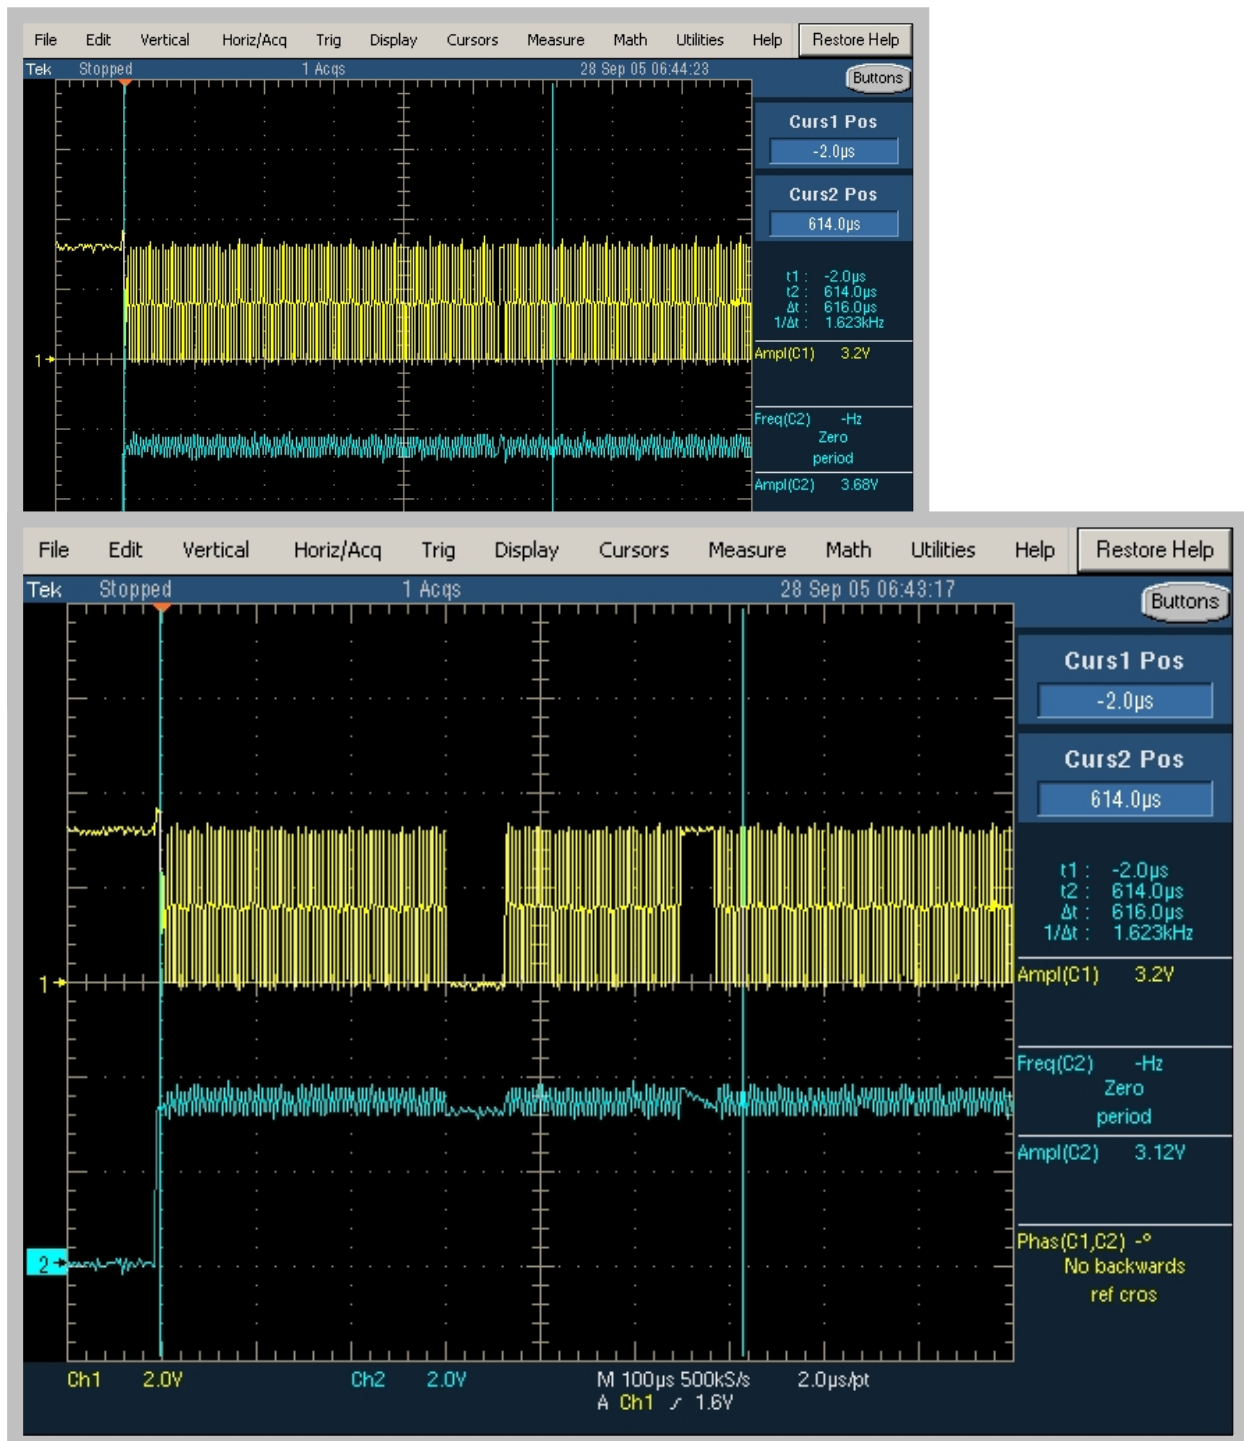 File Edit Vertical Horiz/Acq Trig Display Cursors Measure Math Utilities Help Restore Help
Tek Stopped 1 Acqs 28 Sep 05 06:44:23
Buttons
Curs1 Pos
-2.0µs
Curs2 Pos
614.0µs
t1 : -2.0µs
t2 : 614.0µs
Δt : 616.0µs
1/Δt : 1.623kHz
1
Ampl(C1) 3.2V
Freq(C2) -Hz
Zero
period
Ampl(C2) 3.68V
File Edit Vertical Horiz/Acq Trig Display Cursors Measure Math Utilities Help Restore Help
Tek Stopped 1 Acqs 28 Sep 05 06:43:17
Buttons
Curs1 Pos
-2.0µs
Curs2 Pos
614.0µs
t1 : -2.0µs
t2 : 614.0µs
Δt : 616.0µs
1/Δt : 1.623kHz
1
Ampl(C1) 3.2V
Freq(C2) -Hz
Zero
period
Ampl(C2) 3.12V
Phas(C1,C2) -º
2
No backwards
ref cros
Ch1 2.0V Ch2 2.0V M 100µs 500kS/s 2.0µs/pt
A Ch1 ∕ 1.6V